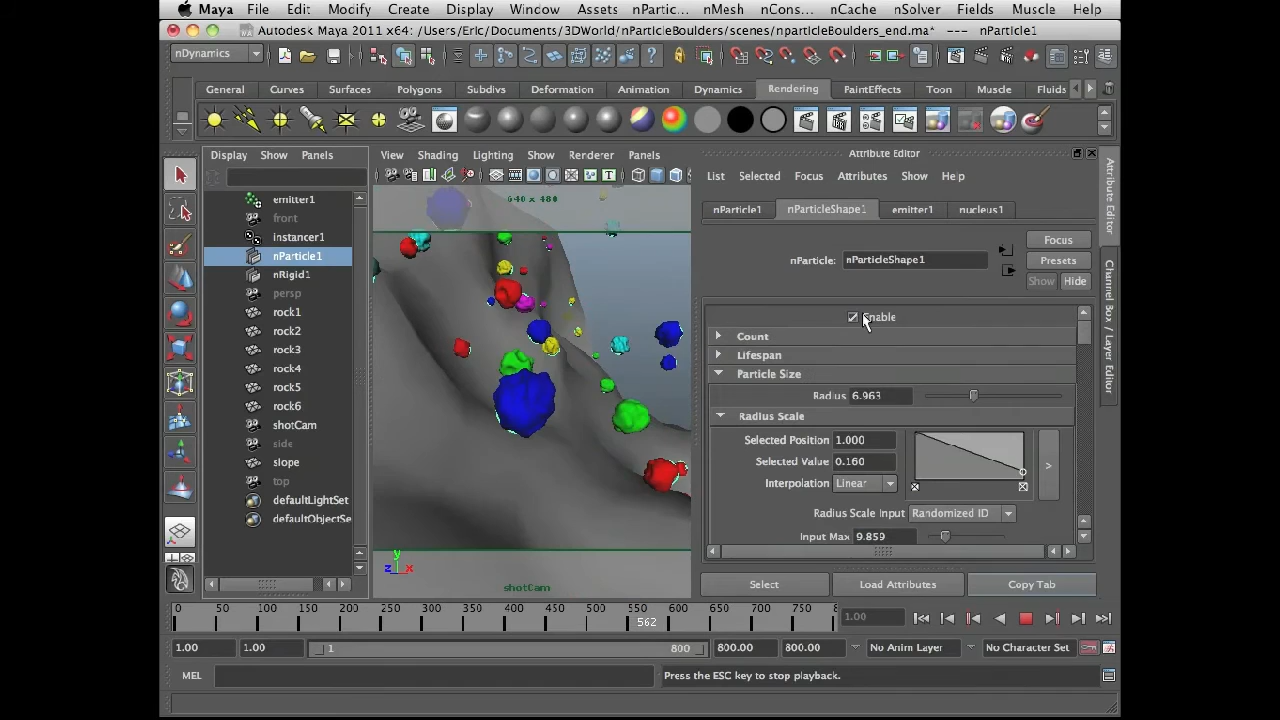 Maya File Edit Modify Create Display Window Assets nPartic... nMesh nCons... nCache nSolver Fields Muscle Help
Autodesk Maya 2011 x64: /Users/Eric/Documents/3DWorld/nParticleBoulders/scenes/nparticleBoulders_end.ma* --- nParticle1
nDynamics
General Curves Surfaces Polygons Subdivs Deformation Animation Dynamics Rendering PaintEffects Toon Muscle Fluids
Display Show Panels
View Shading Lighting Show Renderer Panels
Attribute Editor
List Selected Focus Attributes Show Help
nParticle1 nParticleShape1 emitter1 nucleus1
Focus
nParticle: nParticleShape1
Presets
Show Hide
emitter1
front
instancer1
nParticle1
nRigid1
persp
rock1
rock2
rock3
rock4
rock5
rock6
shotCam
side
slope
top
defaultLightSet
defaultObjectSe
640 x 480
y
z x
shotCam
Enable
Count
Lifespan
Particle Size
Radius 6.963
Radius Scale
Selected Position 1.000
Selected Value 0.160
Interpolation Linear
>
Radius Scale Input Randomized ID
Input Max 9.859
Select Load Attributes Copy Tab
Attribute Editor
Channel Box / Layer Editor
0 50 100 150 200 250 300 350 400 450 500 550 600 650 700 750 8
562
1.00
1.00 1.00 1 800 800.00 800.00 No Anim Layer No Character Set
MEL Press the ESC key to stop playback.